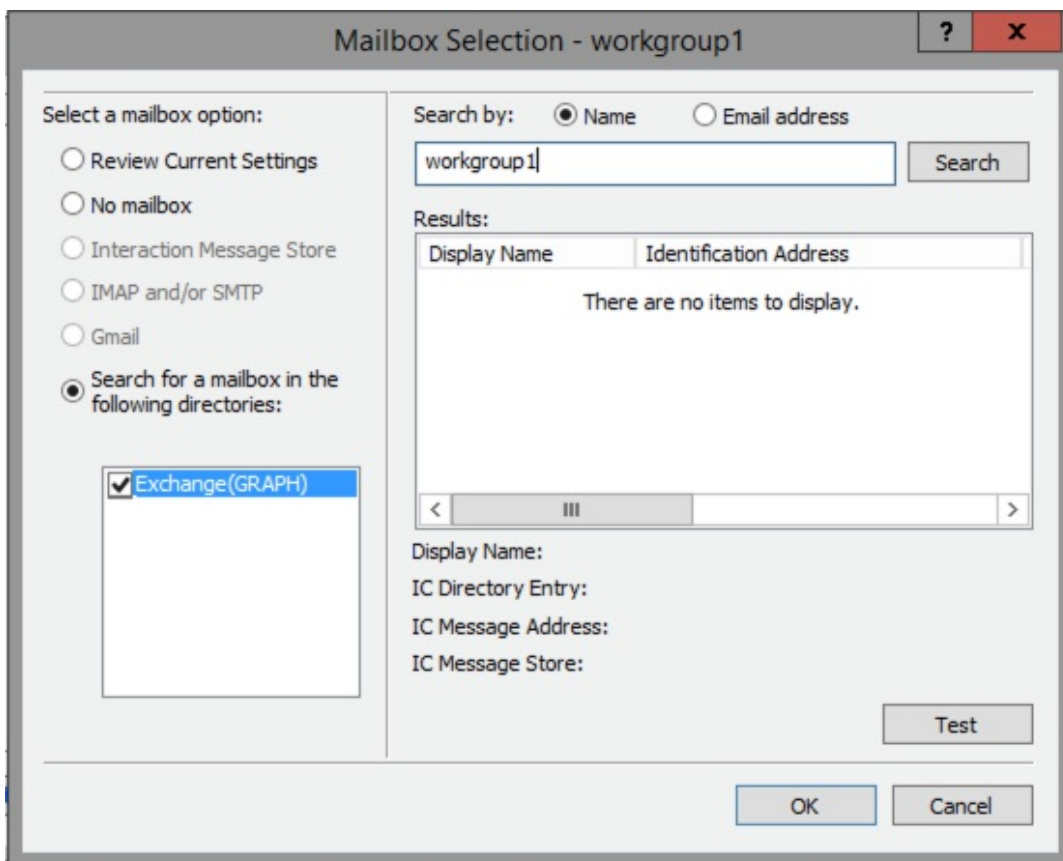 Mailbox Selection - workgroup1
?
x
Select a mailbox option:
Review Current Settings
No mailbox
Interaction Message Store
IMAP and/or SMTP
Gmail
Search for a mailbox in the
following directories:
Exchange(GRAPH)
Search by:
Name
Email address
workgroup1
Search
Results:
Display Name
Identification Address
There are no items to display.
Display Name:
IC Directory Entry:
IC Message Address:
IC Message Store:
Test
OK
Cancel